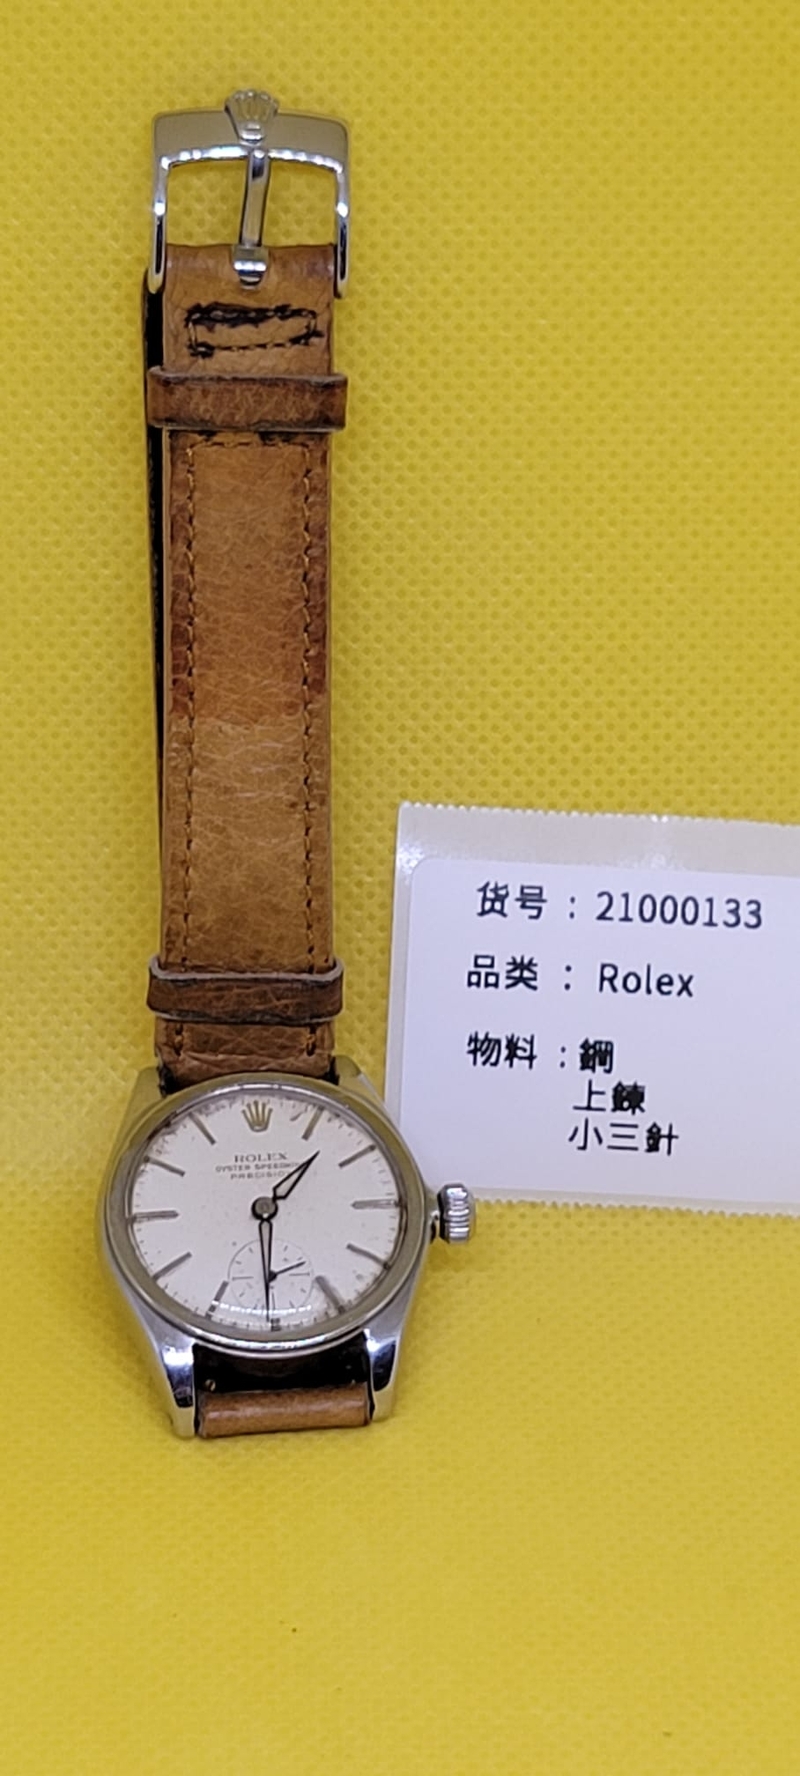 ROLEX
OYSTER SPEEDKING
PRECISION
货号 : 21000133
品类 : Rolex
物料 : 鋼
上鍊
小三針